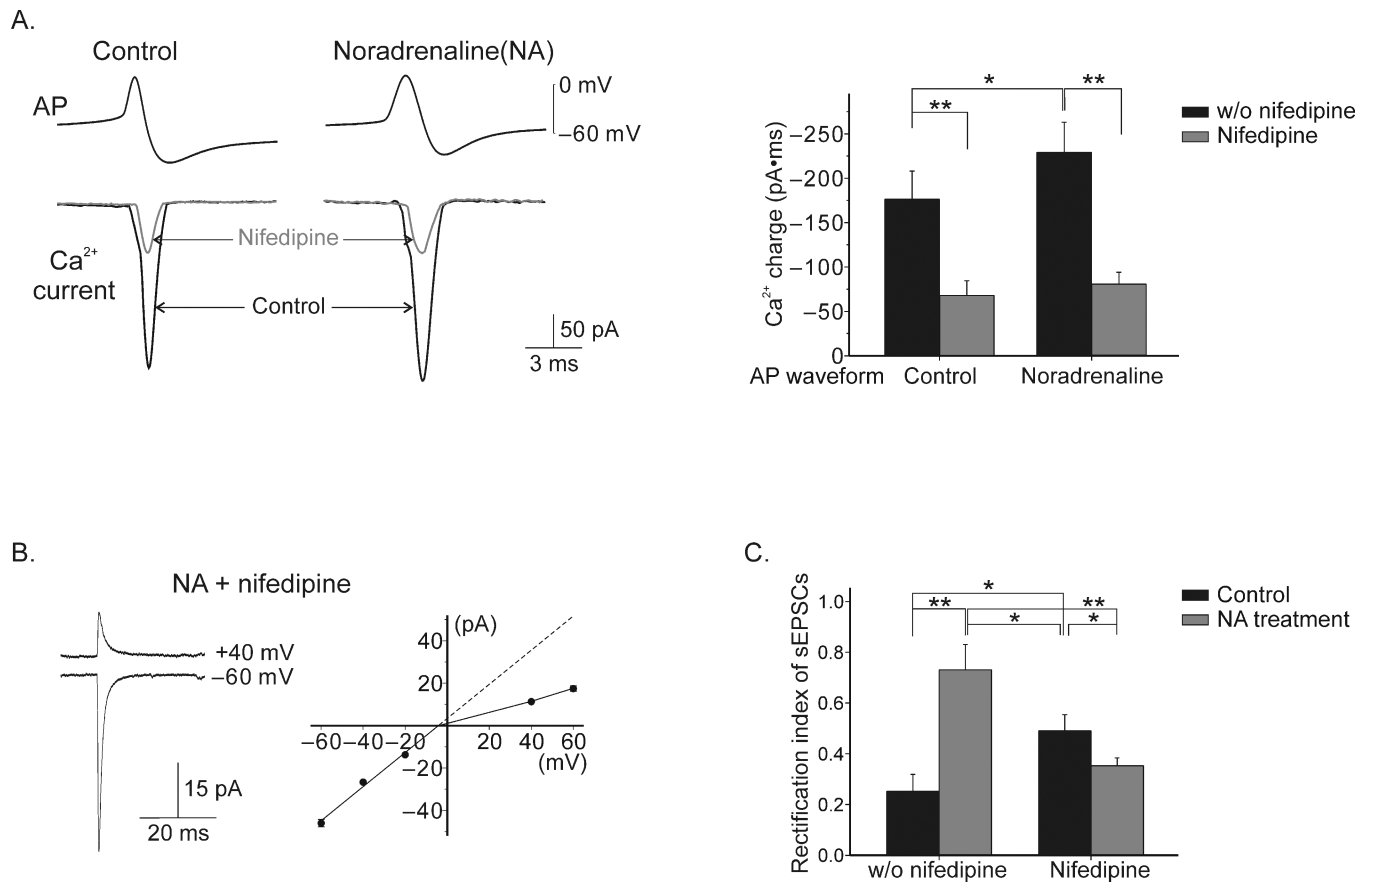 A.
Control
Noradrenaline(NA)
AP
0 mV
–60 mV
Nifedipine
Ca2+
current
Control
50 pA
3 ms
* **
**
w/o nifedipine
Nifedipine
Ca2+ charge (pA•ms)
–250
–200
–150
–100
–50
0
AP waveform Control Noradrenaline
B.
NA + nifedipine
+40 mV
–60 mV
15 pA
20 ms
(pA)
40
20
–60 –40 –20 20 40 60
(mV)
–20
–40
C.
Rectification index of sEPSCs
1.0
0.8
0.6
0.4
0.2
0.0
*
** **
* *
Control
NA treatment
w/o nifedipine Nifedipine